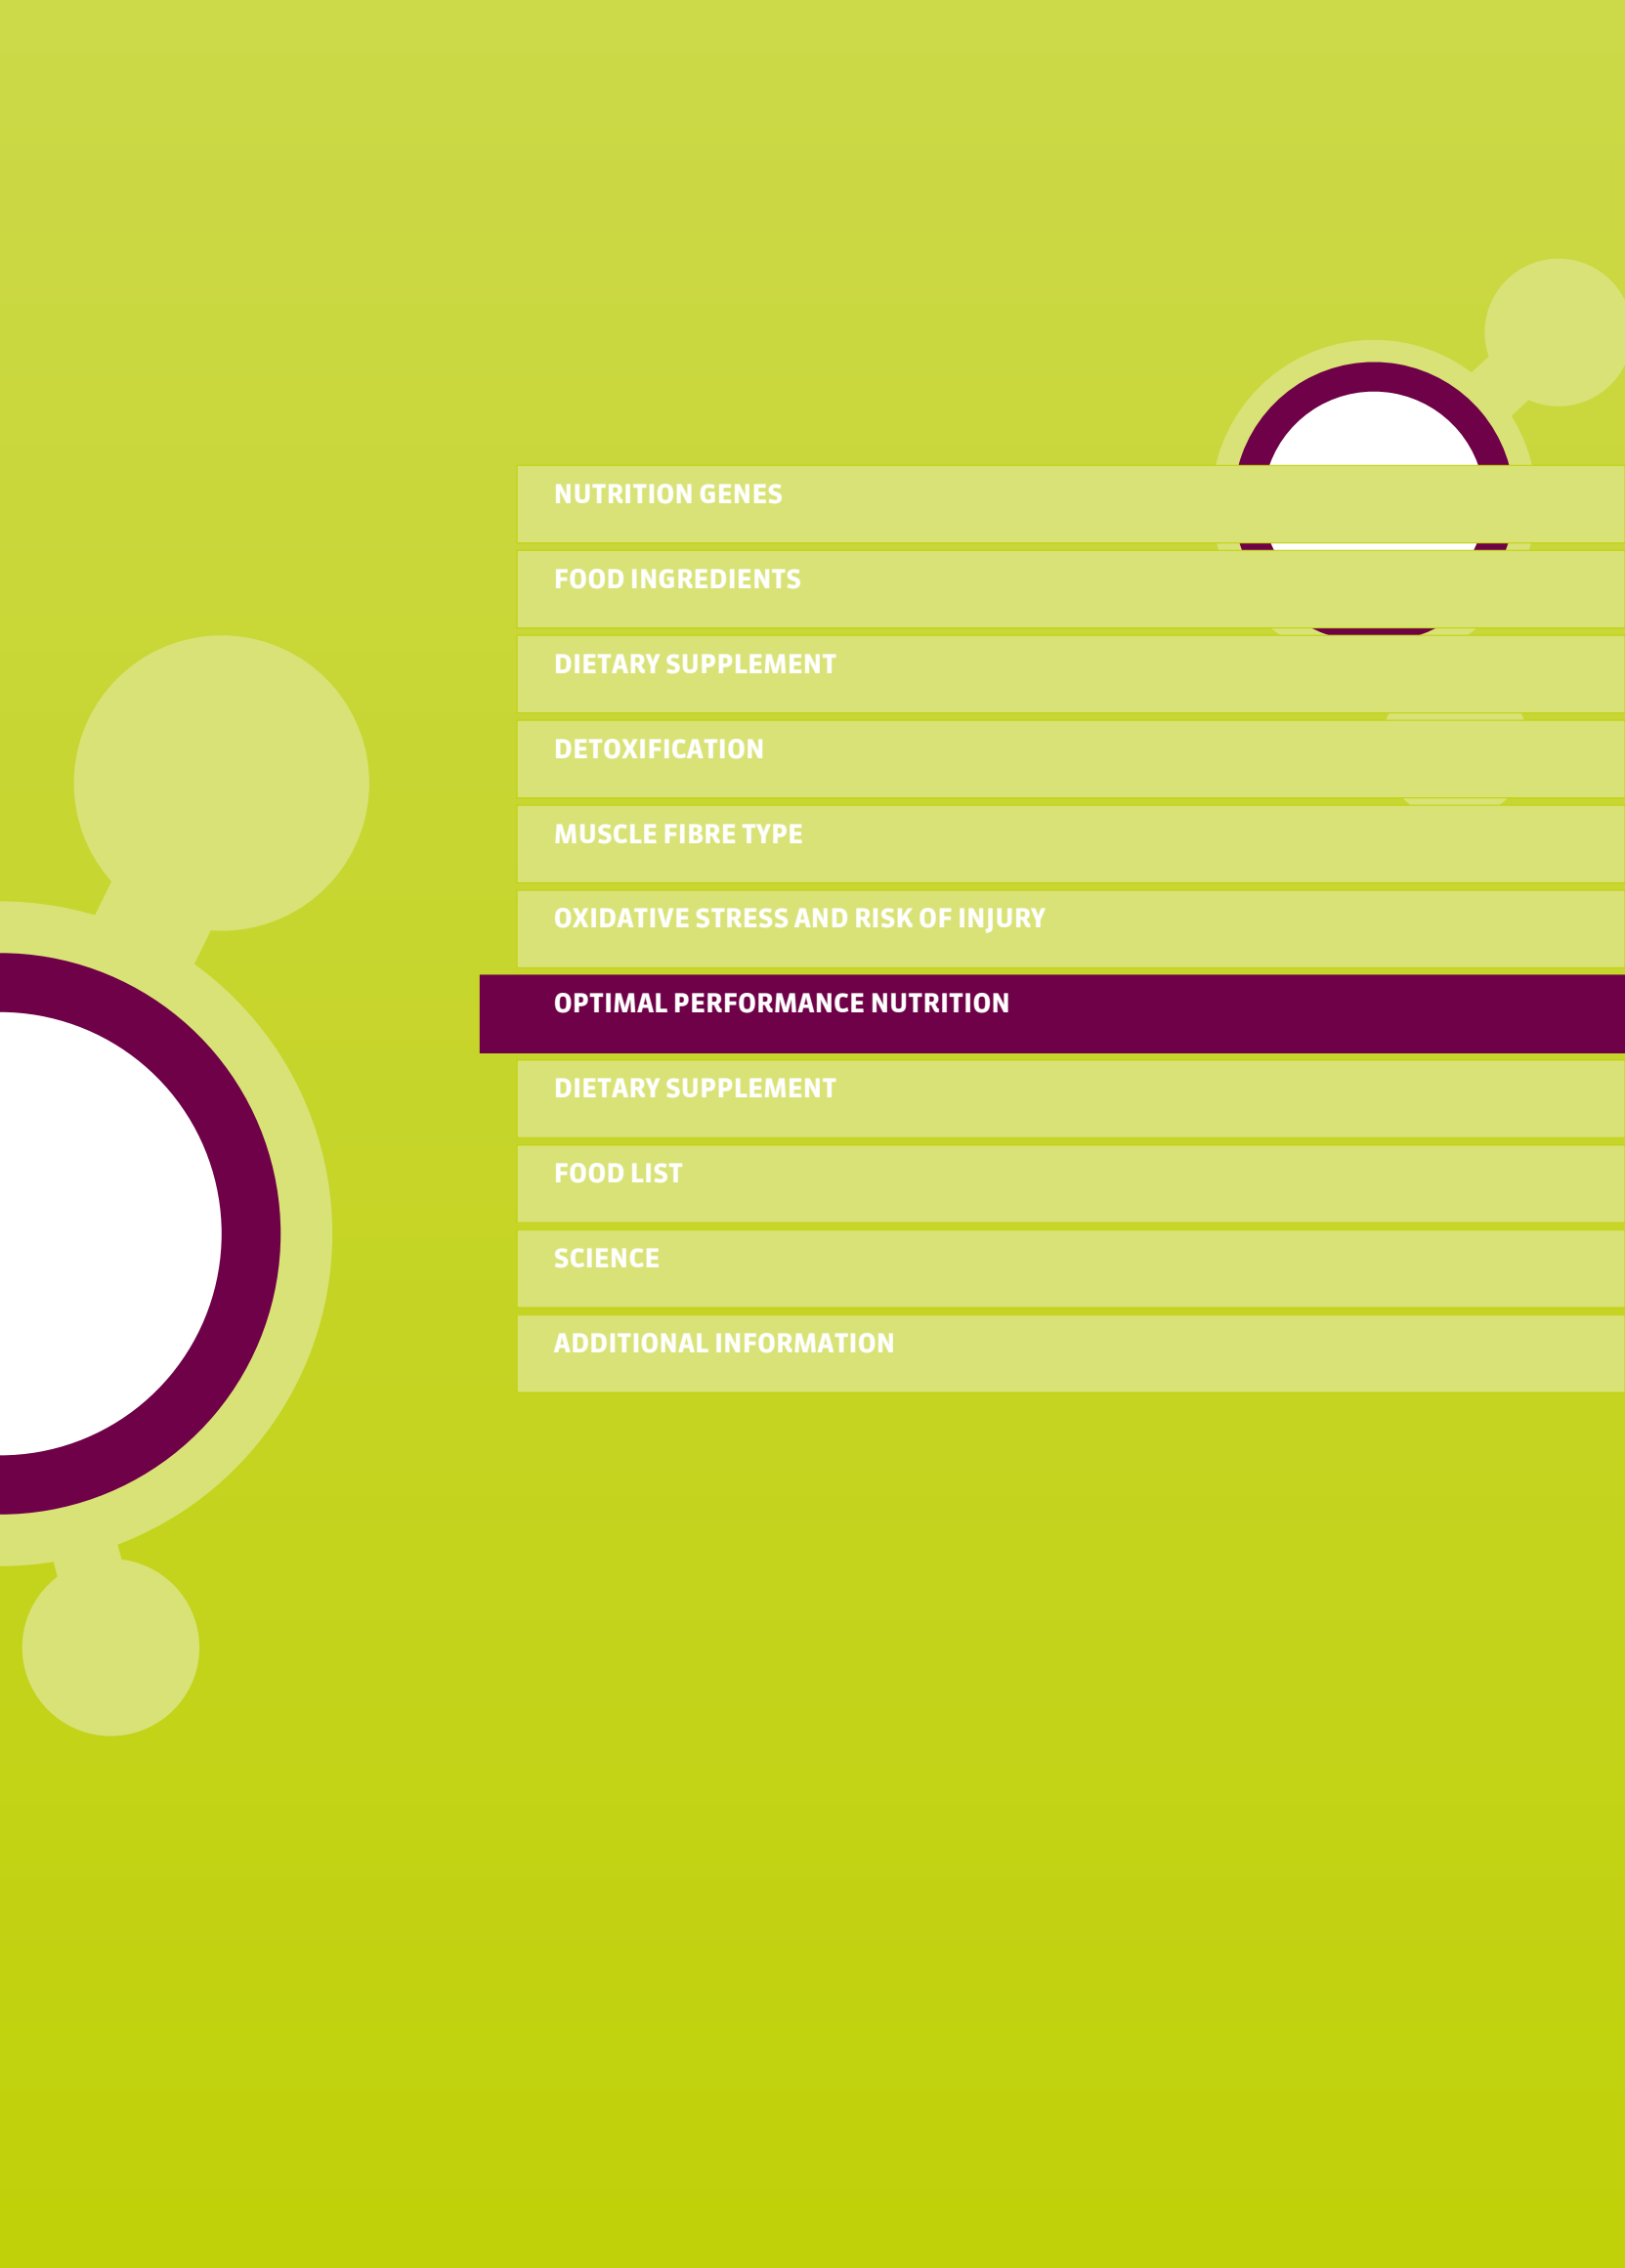 NUTRITION GENES
FOOD INGREDIENTS
DIETARY SUPPLEMENT
DETOXIFICATION
MUSCLE FIBRE TYPE
OXIDATIVE STRESS AND RISK OF INJURY
OPTIMAL PERFORMANCE NUTRITION
DIETARY SUPPLEMENT
FOOD LIST
SCIENCE
ADDITIONAL INFORMATION